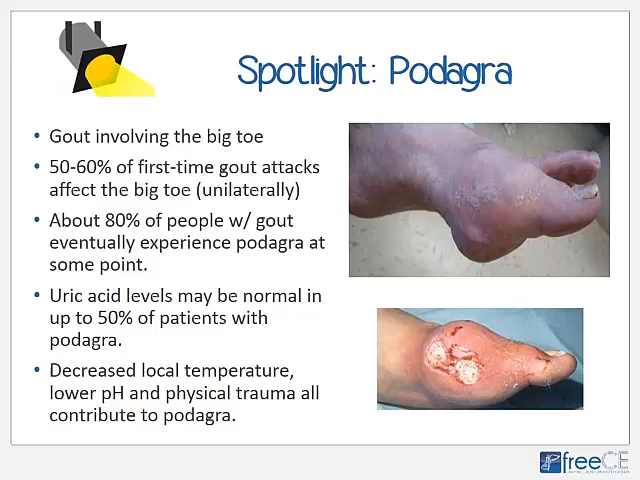 Spotlight: Podagra
• Gout involving the big toe
• 50-60% of first-time gout attacks
affect the big toe (unilaterally)
• About 80% of people w/ gout
eventually experience podagra at
some point.
• Uric acid levels may be normal in
up to 50% of patients with
podagra.
• Decreased local temperature,
lower pH and physical trauma all
contribute to podagra.
freeCE